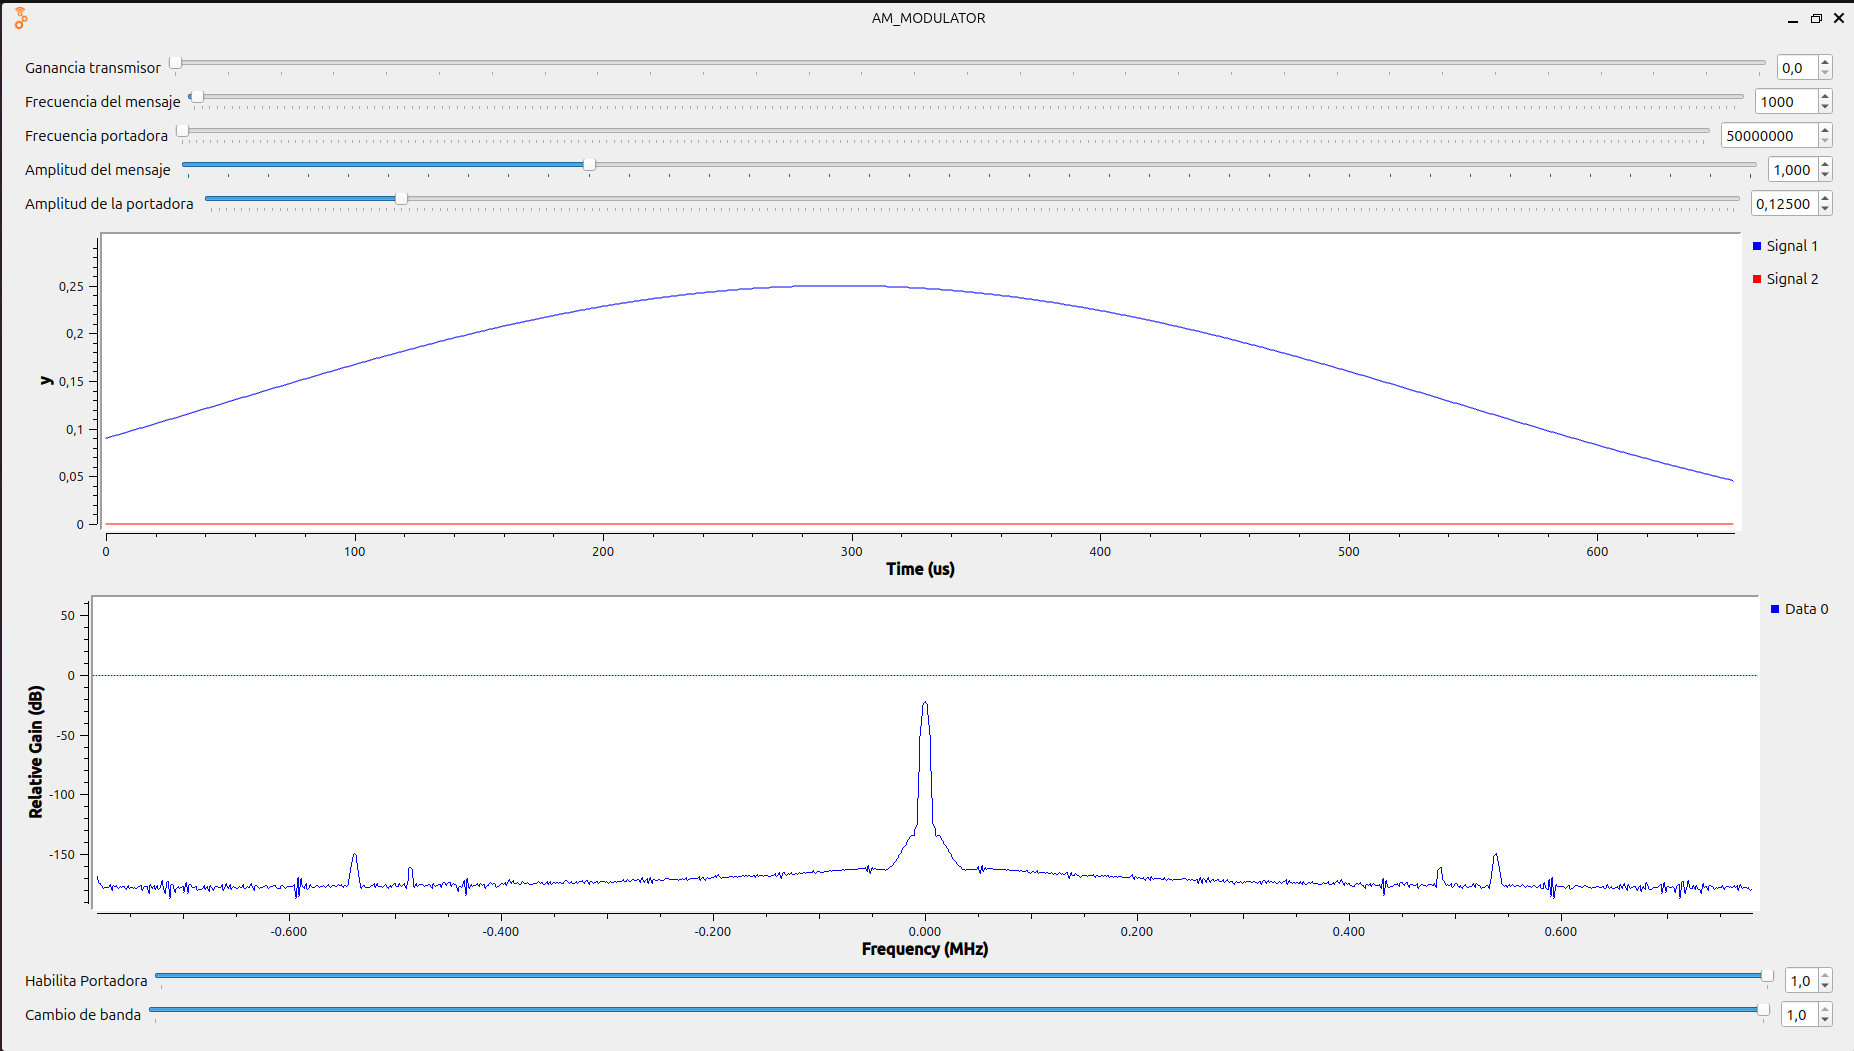 AM_MODULATOR
Ganancia transmisor 0,0
Frecuencia del mensaje 1000
Frecuencia portadora 50000000
Amplitud del mensaje 1,000
Amplitud de la portadora 0,12500
Signal 1
Signal 2
0,25
0,2
0,15
0,1
0,05
0
y
0 100 200 300 400 500 600
Time (us)
Data 0
50
0
-50
-100
-150
Relative Gain (dB)
-0.600 -0.400 -0.200 0.000 0.200 0.400 0.600
Frequency (MHz)
Habilita Portadora 1,0
Cambio de banda 1,0